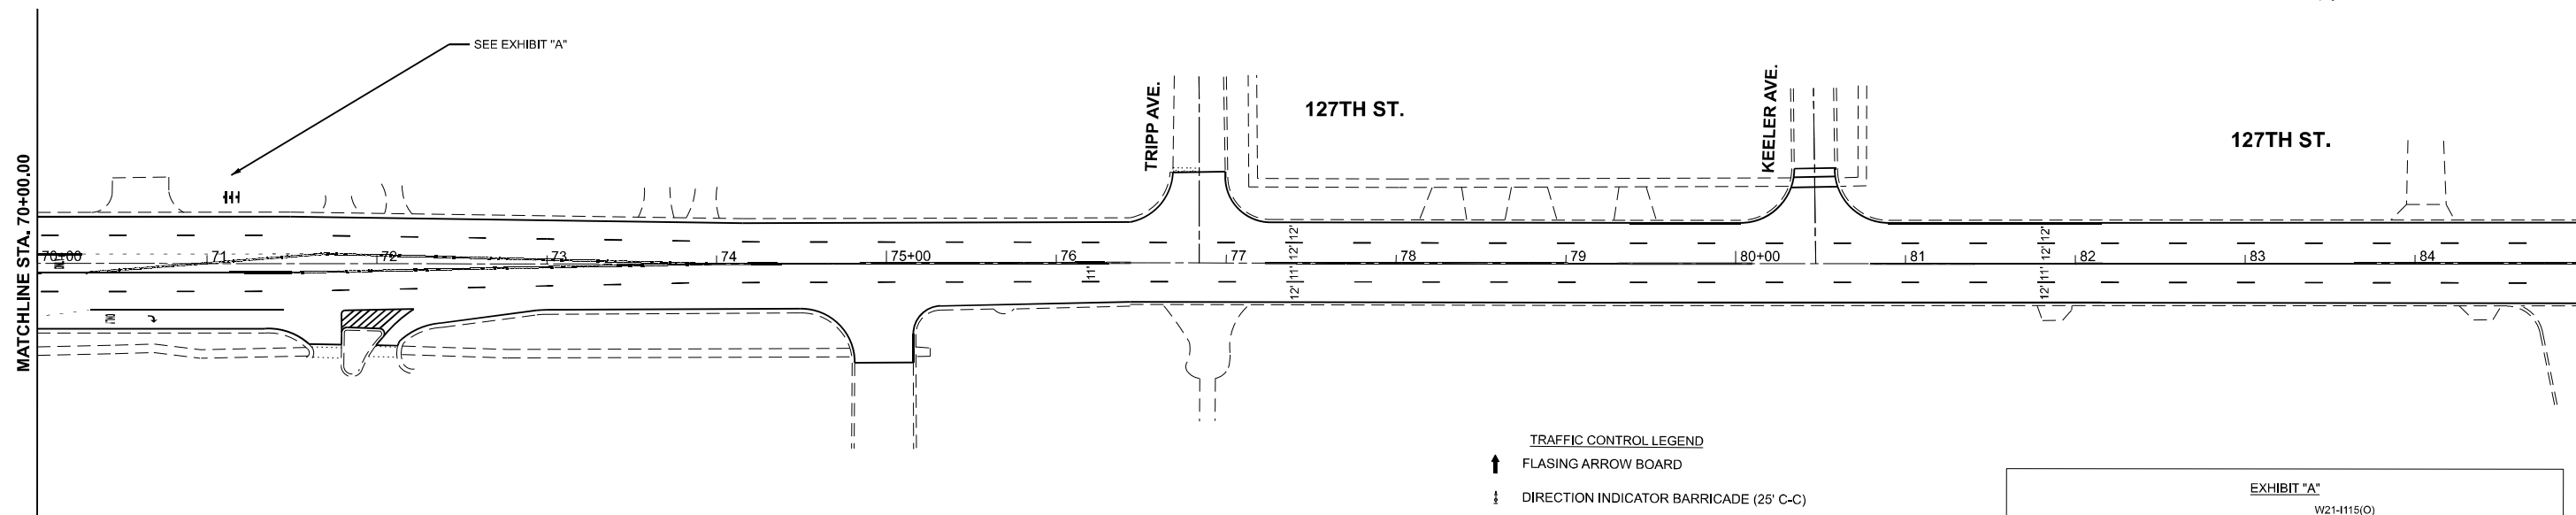 SEE EXHIBIT "A"
TRIPP AVE.
127TH ST.
KEELER AVE.
127TH ST.
MATCHLINE STA. 70+00.00
70+00 71 72 73 74 75+00 76 77 78 79 80+00 81 82 83 84
11'
12' 11' 12' 12'
12' 11' 12' 12'
TRAFFIC CONTROL LEGEND
FLASING ARROW BOARD
DIRECTION INDICATOR BARRICADE (25' C-C)
EXHIBIT "A"
W21-I115(O)